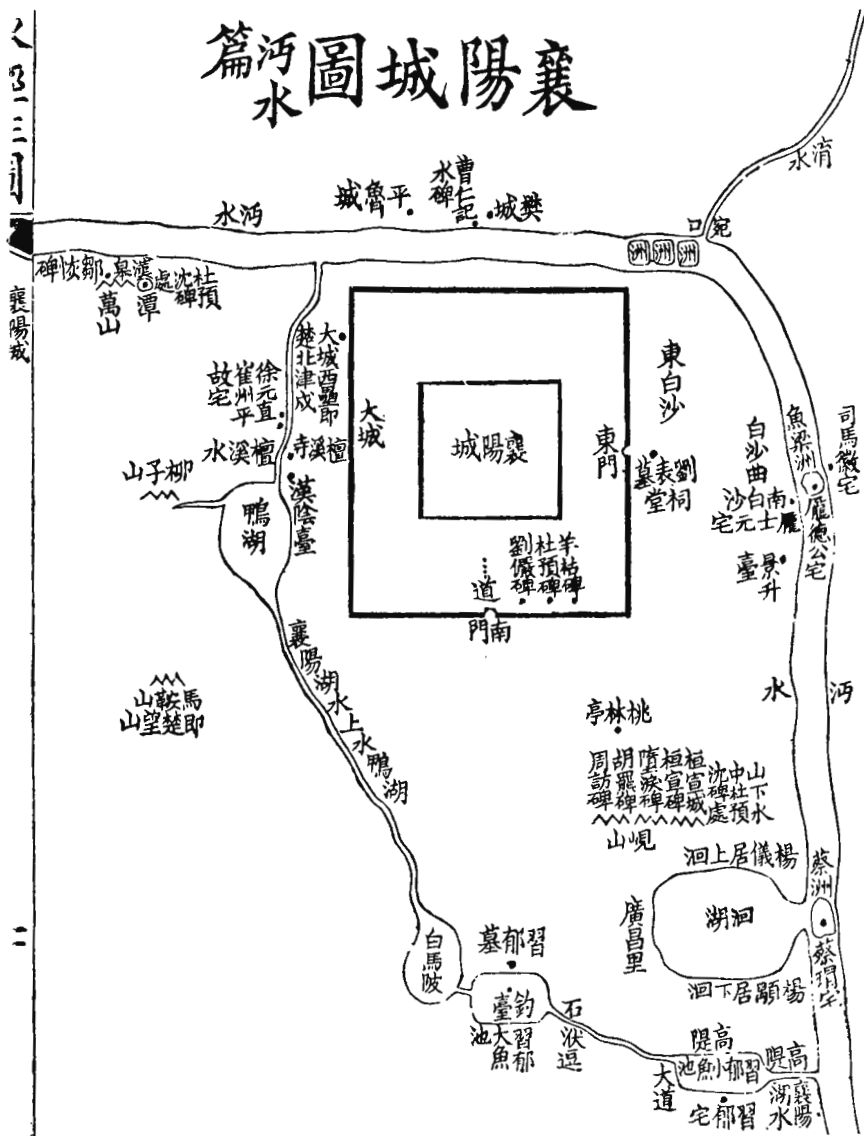 襄陽城圖
沔水篇
淯水
宛口
洲
洲
洲
樊城
曹仁記
水碑
平魯城
沔水
杜預
沈碑
處
潭
萬山
鄒恢碑
襄陽城
大城西壘即
楚北津戍
徐元直
崔州平
故宅
檀溪水
檀溪寺
漢陰臺
柳子山
鴨湖
大城
襄陽城
東門
東白沙
劉表祠堂
墓
羊祜碑
杜預碑
劉儼碑
道
南門
司馬徽宅
魚梁洲
白沙曲
南白沙
龐士元宅
龐德公宅
景升臺
沔水
馬鞍山
即楚望山
襄陽湖水上水鴨湖
桃林亭
山下水
中杜預
沈碑處
桓宣城
桓宣碑
墮淚碑
胡羆碑
周訪碑
峴山
楊儀居上洄
洄湖
廣昌里
楊顒居下洄
蔡洲
蔡瑁宅
白馬陂
習郁墓
釣臺
習郁大魚池
石洑逗
高隄
高隄
習郁小魚池
大道
習郁宅
襄陽湖水
二